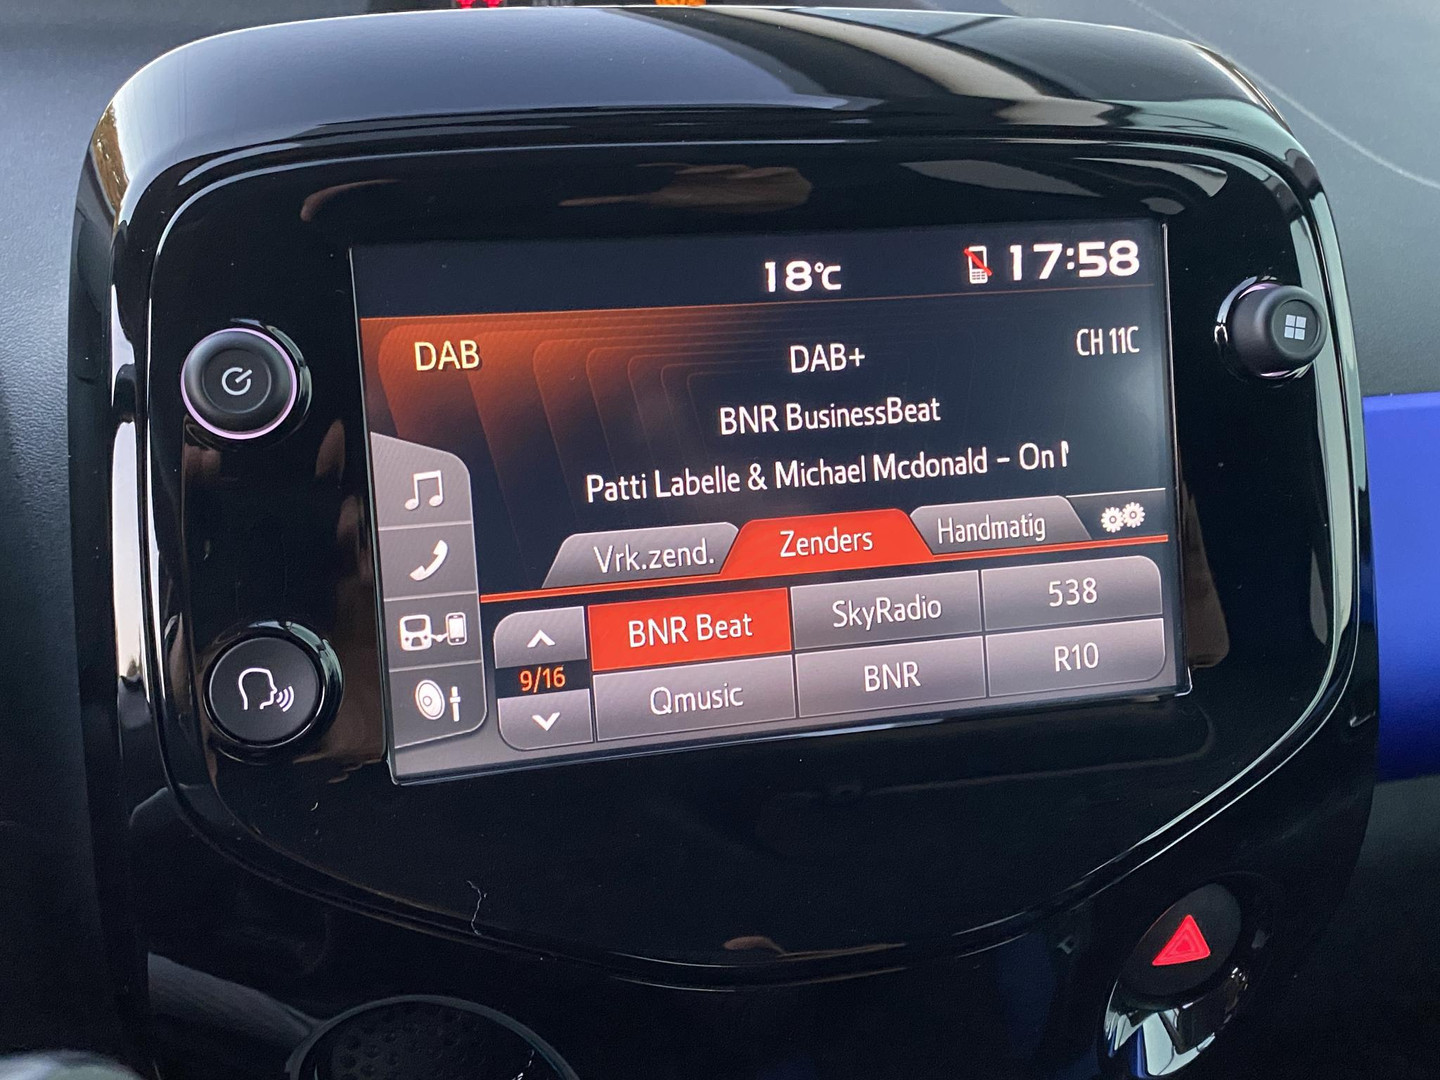 18°C 17:58
DAB DAB+ CH 11C
BNR BusinessBeat
Patti Labelle & Michael Mcdonald - On
Vrk.zend. Zenders Handmatig
BNR Beat SkyRadio 538
9/16
Qmusic BNR R10